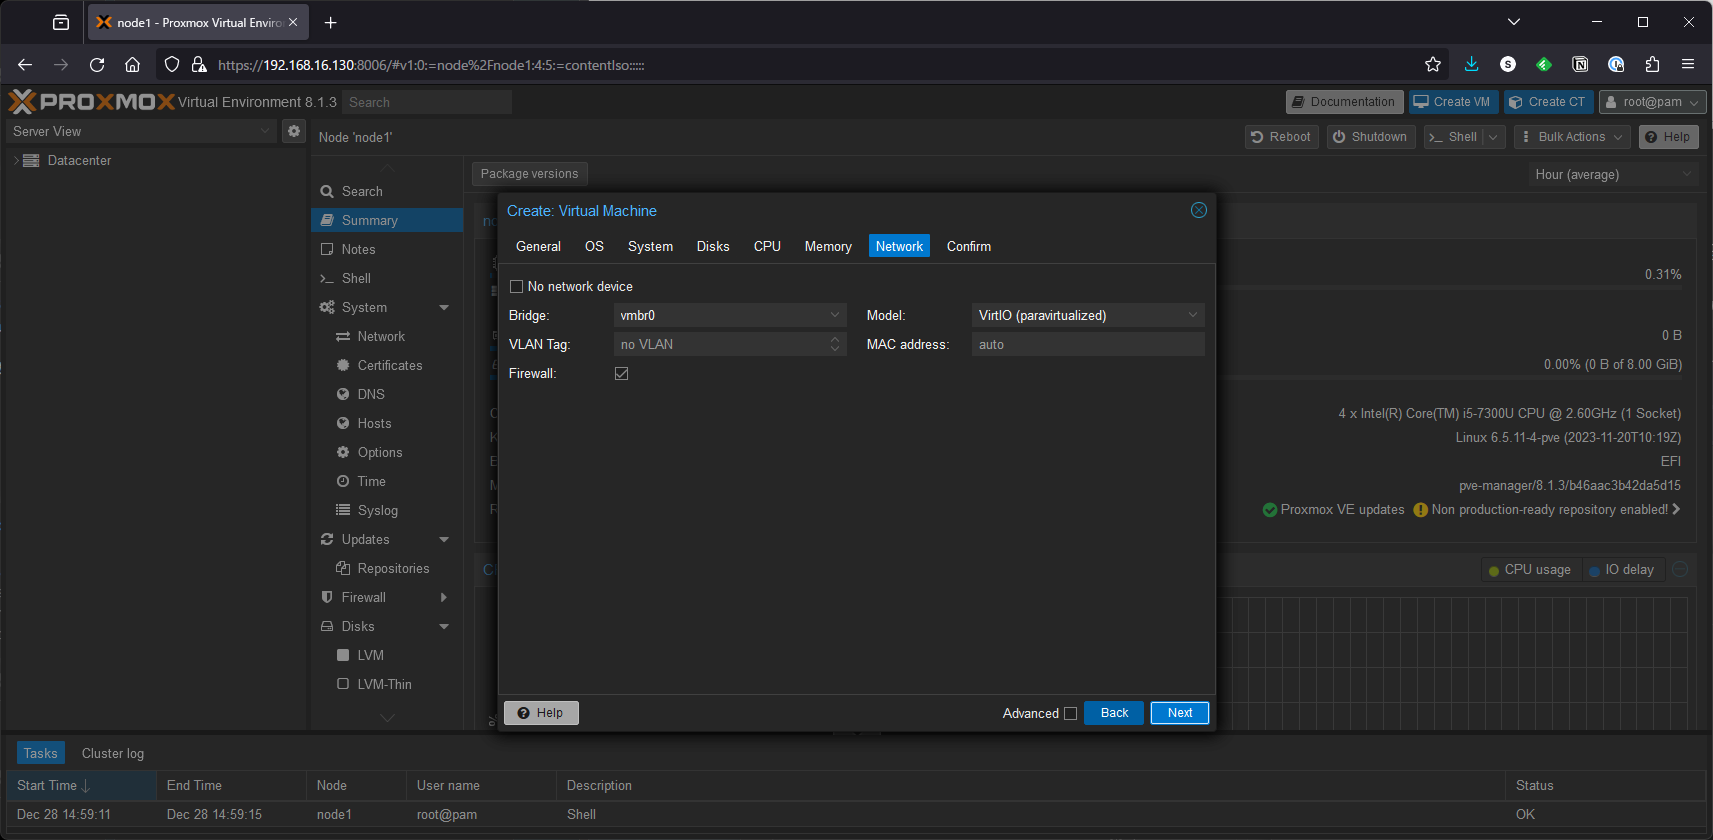 node1 - Proxmox Virtual Enviro
https://192.168.16.130:8006/#v1:0:=node%2Fnode1:4:5:=contentIso:::::
PROXMOX Virtual Environment 8.1.3 Search
Documentation Create VM Create CT root@pam
Server View
Node 'node1'
Reboot Shutdown Shell Bulk Actions Help
Datacenter
Package versions
Hour (average)
Search
Summary
Notes
Shell
System
Network
Certificates
DNS
Hosts
Options
Time
Syslog
Updates
Repositories
Firewall
Disks
LVM
LVM-Thin
Create: Virtual Machine
General OS System Disks CPU Memory Network Confirm
No network device
Bridge: vmbr0 Model: VirtIO (paravirtualized)
VLAN Tag: no VLAN MAC address: auto
Firewall:
Help Advanced Back Next
0.31%
0 B
0.00% (0 B of 8.00 GiB)
4 x Intel(R) Core(TM) i5-7300U CPU @ 2.60GHz (1 Socket)
Linux 6.5.11-4-pve (2023-11-20T10:19Z)
EFI
pve-manager/8.1.3/b46aac3b42da5d15
Proxmox VE updates Non production-ready repository enabled!
CPU usage IO delay
Tasks Cluster log
Start Time End Time Node User name Description Status
Dec 28 14:59:11 Dec 28 14:59:15 node1 root@pam Shell OK